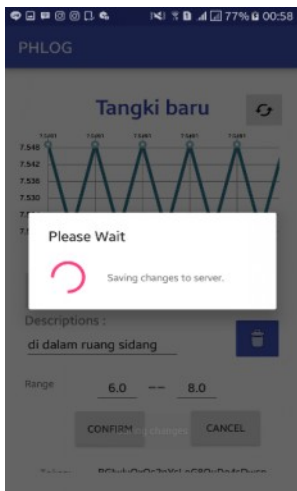 77% 00:58
PHLOG
Tangki baru
7.548
7.542
7.536
7.530
Please Wait
Saving changes to server.
Descriptions :
di dalam ruang sidang
Range 6.0 -- 8.0
CONFIRM CANCEL